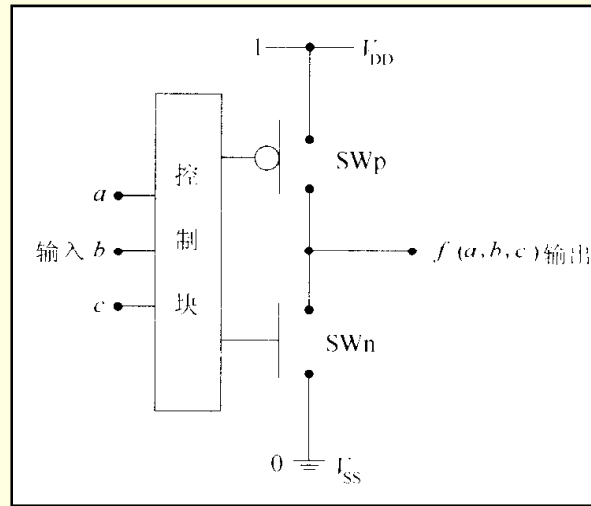 1 V_DD
SWp
控
制
块
a
输入 b
c
f (a, b, c) 输出
SWn
0 V_SS